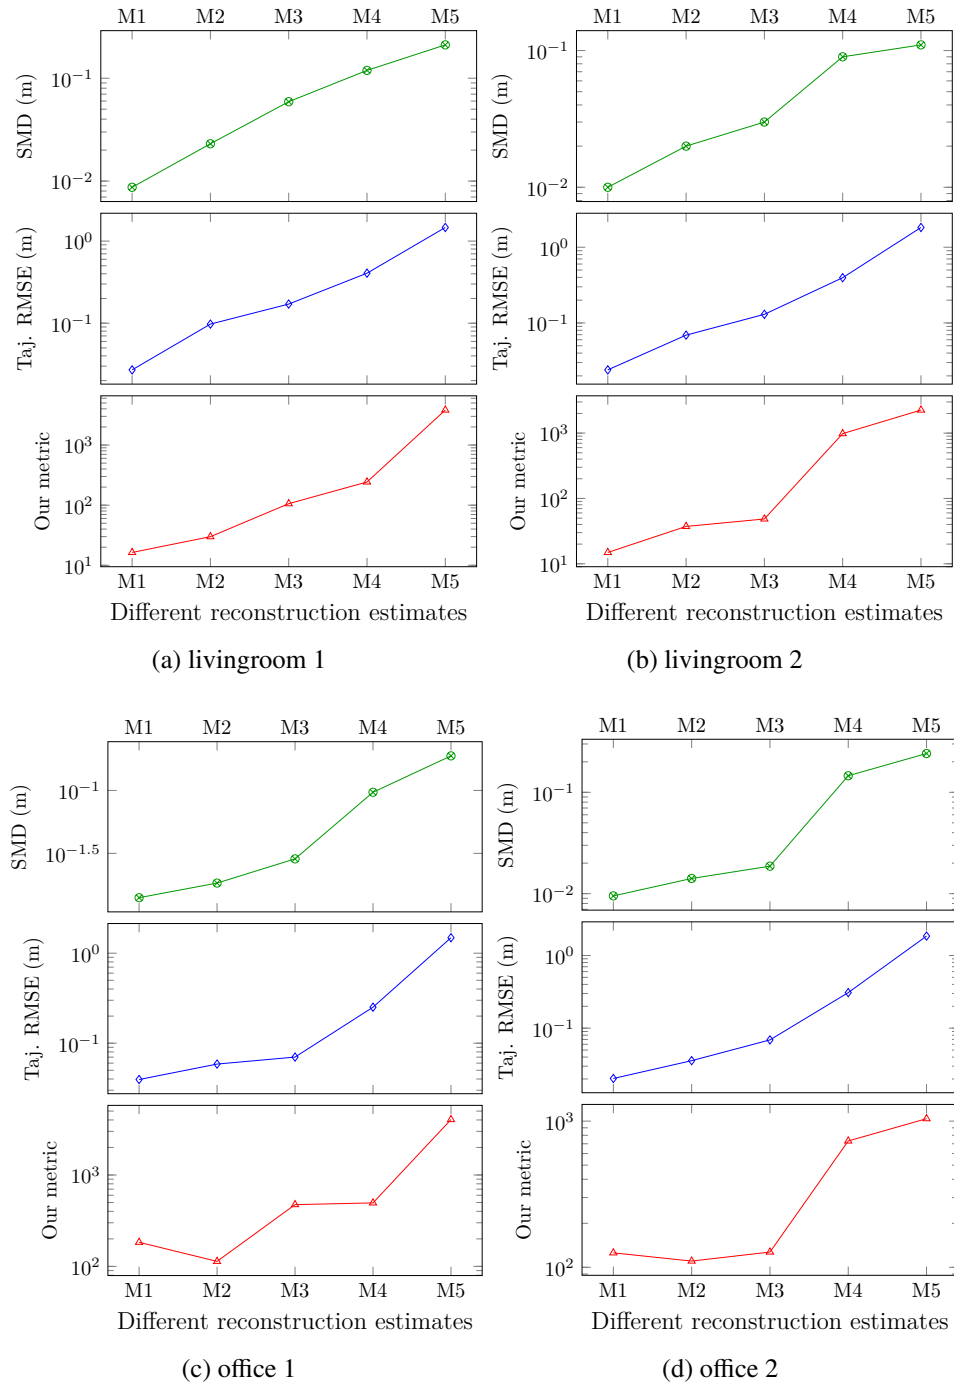 M1 M2 M3 M4 M5
SMD (m)
10^−1
10^−2
Taj. RMSE (m)
10^0
10^−1
Our metric
10^3
10^2
10^1
M1 M2 M3 M4 M5
Different reconstruction estimates
(a) livingroom 1
M1 M2 M3 M4 M5
SMD (m)
10^−1
10^−2
Taj. RMSE (m)
10^0
10^−1
Our metric
10^3
10^2
10^1
M1 M2 M3 M4 M5
Different reconstruction estimates
(b) livingroom 2
M1 M2 M3 M4 M5
SMD (m)
10^−1
10^−1.5
Taj. RMSE (m)
10^0
10^−1
Our metric
10^3
10^2
M1 M2 M3 M4 M5
Different reconstruction estimates
(c) office 1
M1 M2 M3 M4 M5
SMD (m)
10^−1
10^−2
Taj. RMSE (m)
10^0
10^−1
Our metric
10^3
10^2
M1 M2 M3 M4 M5
Different reconstruction estimates
(d) office 2